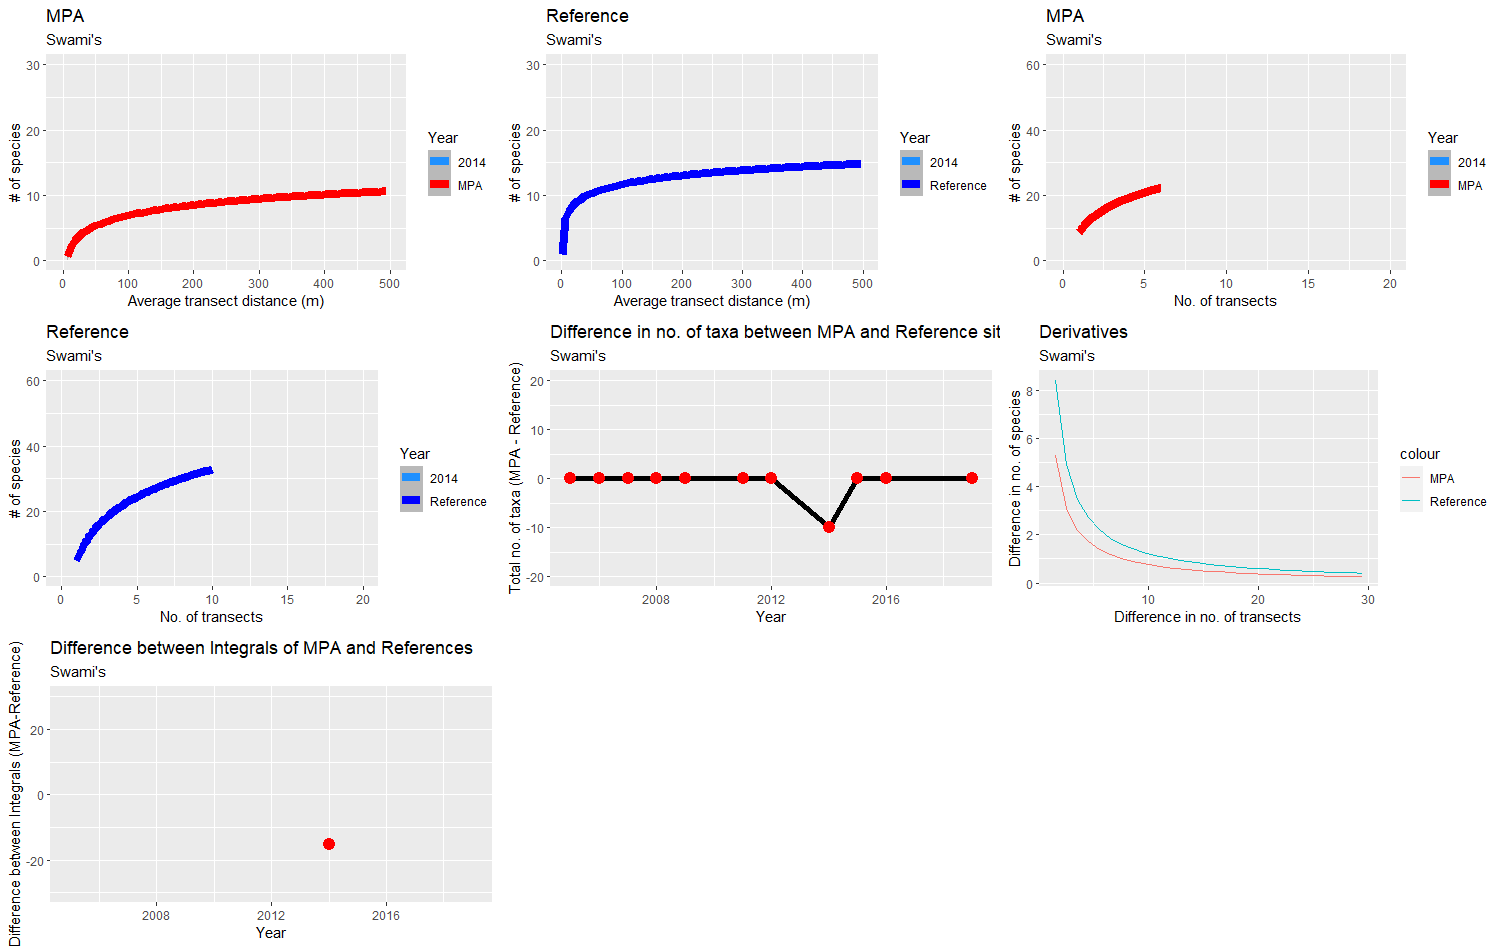 MPA
Swami's
# of species
30
20
10
0
0 100 200 300 400 500
Average transect distance (m)
Year
2014
MPA
Reference
Swami's
# of species
30
20
10
0
0 100 200 300 400 500
Average transect distance (m)
Year
2014
Reference
MPA
Swami's
# of species
60
40
20
0
0 5 10 15 20
No. of transects
Year
2014
MPA
Reference
Swami's
# of species
60
40
20
0
0 5 10 15 20
No. of transects
Year
2014
Reference
Difference in no. of taxa between MPA and Reference sit
Swami's
Total no. of taxa (MPA - Reference)
20
10
0
-10
-20
2008 2012 2016
Year
Derivatives
Swami's
Difference in no. of species
8
6
4
2
0
10 20 30
Difference in no. of transects
colour
MPA
Reference
Difference between Integrals of MPA and References
Swami's
Difference between Integrals (MPA-Reference)
20
0
-20
2008 2012 2016
Year